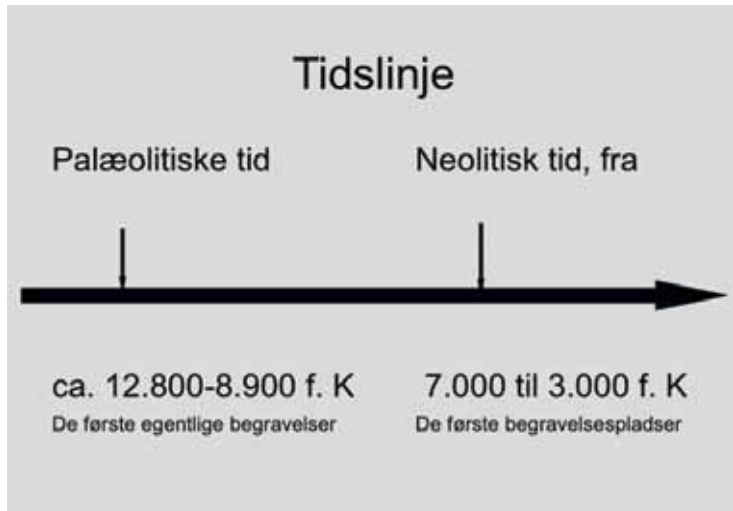 Tidslinje
Palæolitiske tid
Neolitisk tid, fra
ca. 12.800-8.900 f. K
De første egentlige begravelser
7.000 til 3.000 f. K
De første begravelsespladser